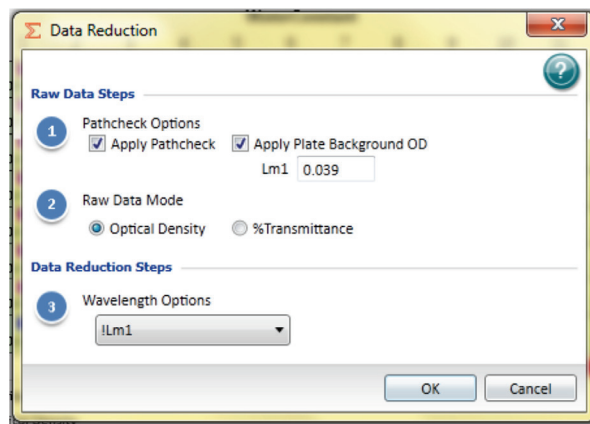 Data Reduction
?
Raw Data Steps
1
Pathcheck Options
Apply Pathcheck
Apply Plate Background OD
Lm1 0.039
2
Raw Data Mode
Optical Density
%Transmittance
Data Reduction Steps
3
Wavelength Options
!Lm1
OK
Cancel